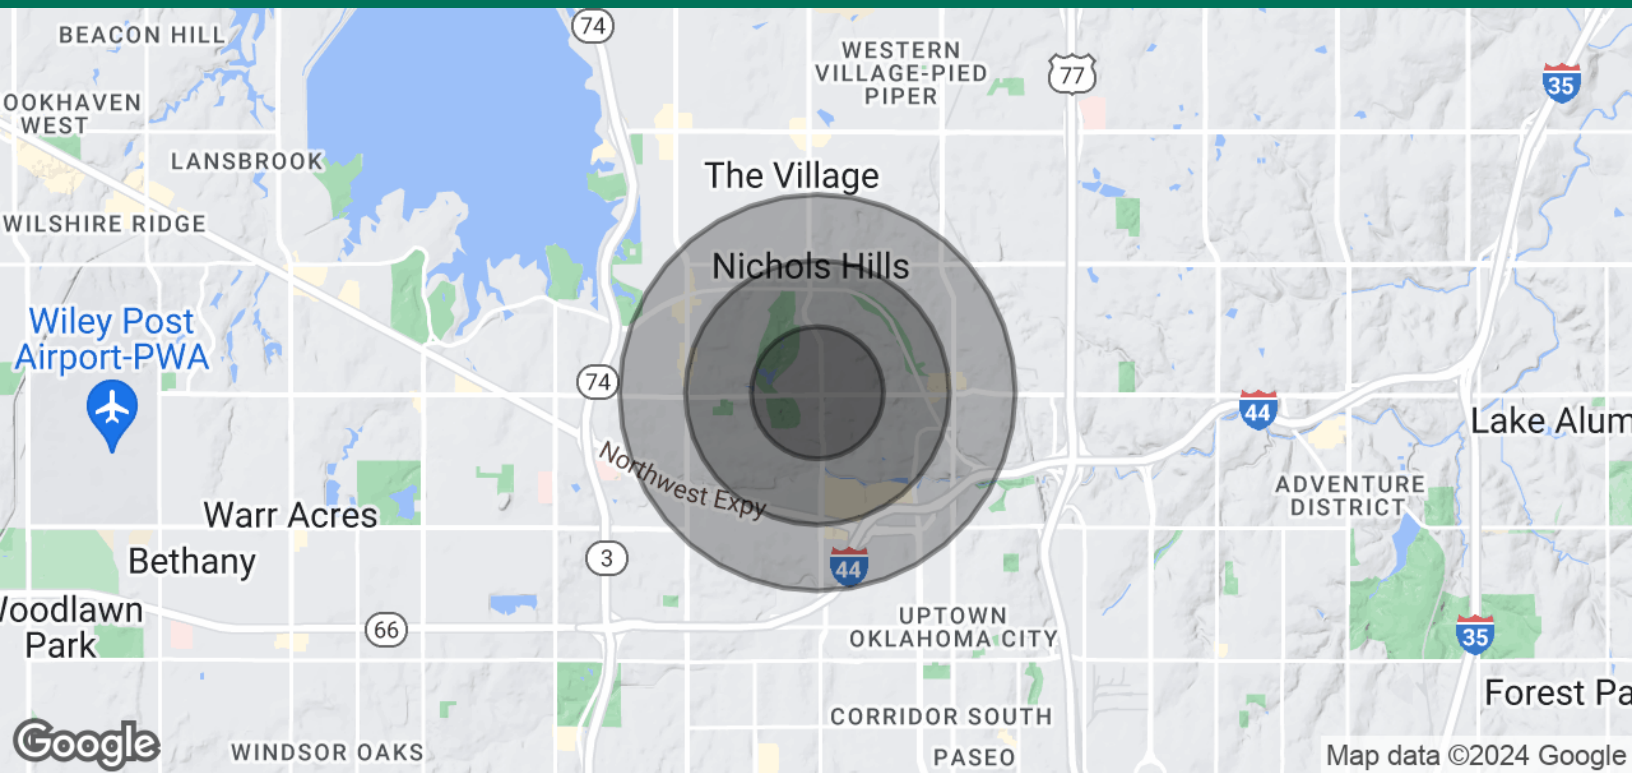 74
BEACON HILL
WESTERN
VILLAGE-PIED
PIPER
77
35
OOKHAVEN
WEST
LANSBROOK
The Village
WILSHIRE RIDGE
Nichols Hills
Wiley Post
Airport-PWA
74
44
Lake Alum
Northwest Expy
ADVENTURE
DISTRICT
Warr Acres
Bethany
3
44
Woodlawn
Park
66
UPTOWN
OKLAHOMA CITY
35
Forest Pa
CORRIDOR SOUTH
Google
WINDSOR OAKS
PASEO
Map data ©2024 Google